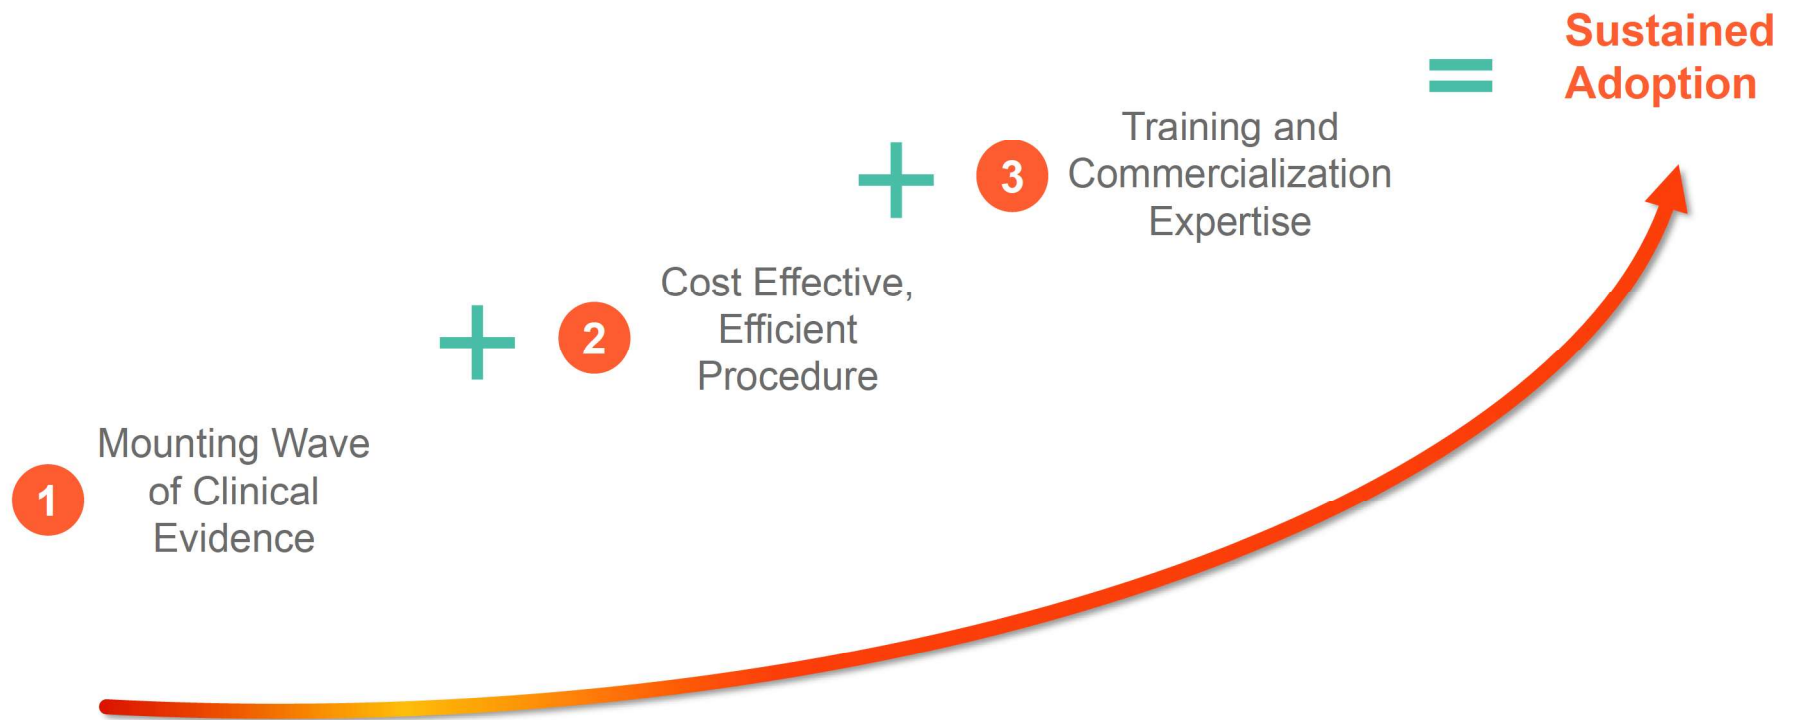 1
Mounting Wave
of Clinical
Evidence
+
2
Cost Effective,
Efficient
Procedure
+
3
Training and
Commercialization
Expertise
=
Sustained
Adoption